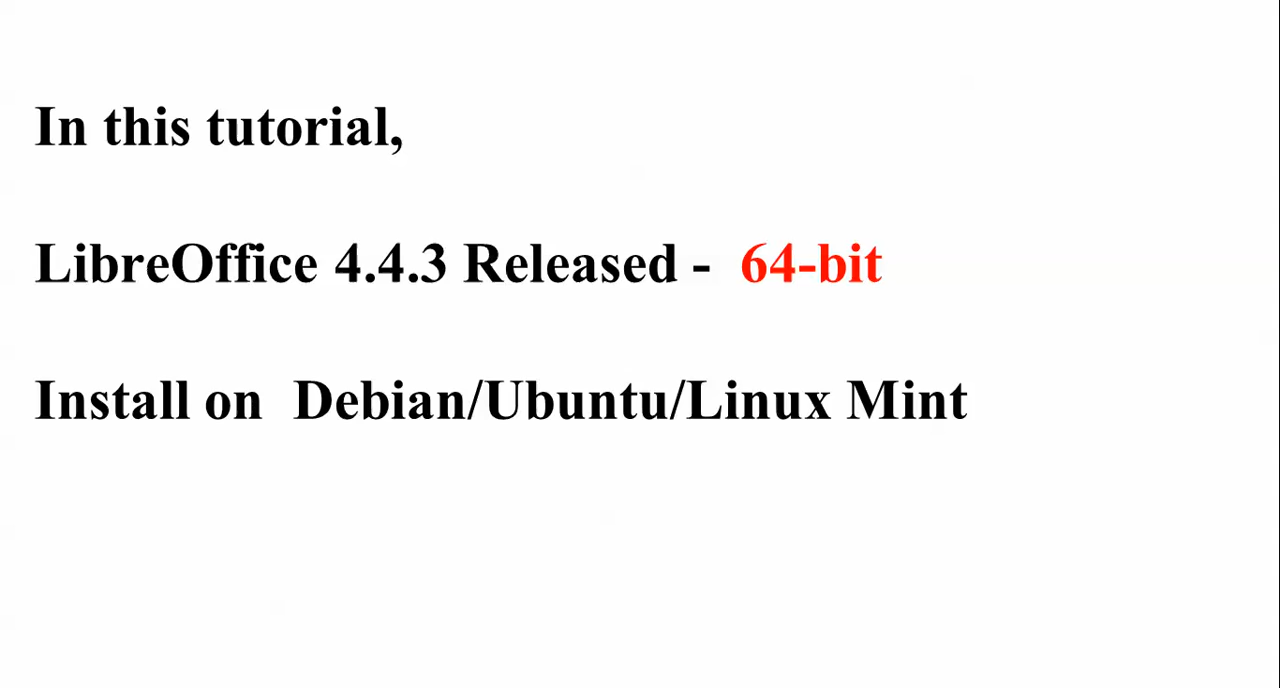 In this tutorial,
LibreOffice 4.4.3 Released - 64-bit
Install on Debian/Ubuntu/Linux Mint